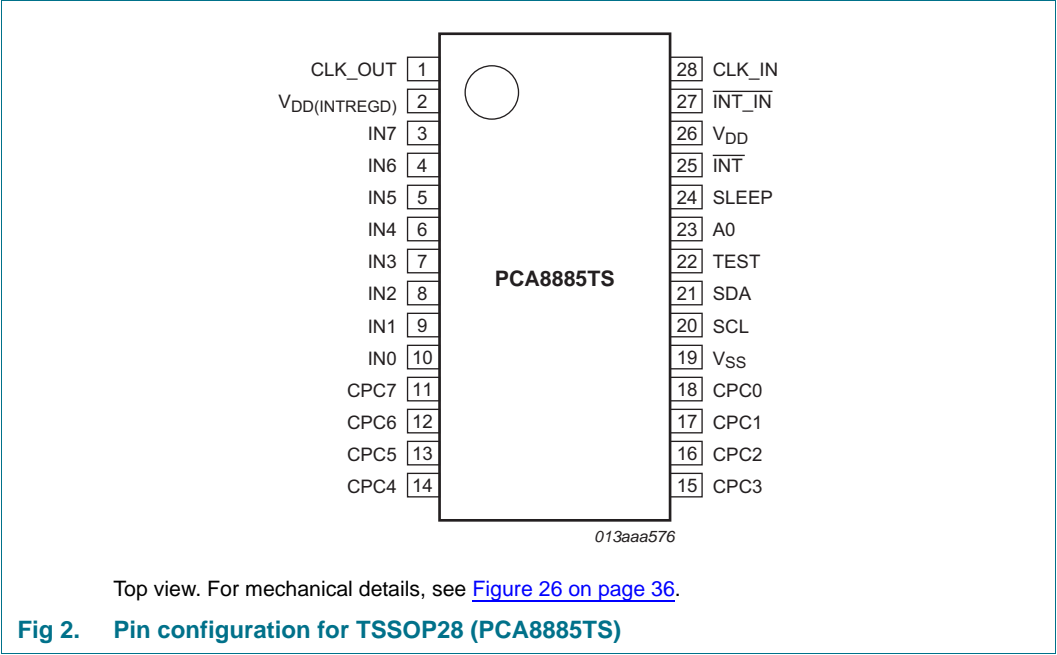 CLK_OUT 1 28 CLK_IN
VDD(INTREGD) 2 27 INT_IN
IN7 3 26 VDD
IN6 4 25 INT
IN5 5 24 SLEEP
IN4 6 23 A0
IN3 7 22 TEST
PCA8885TS
IN2 8 21 SDA
IN1 9 20 SCL
IN0 10 19 VSS
CPC7 11 18 CPC0
CPC6 12 17 CPC1
CPC5 13 16 CPC2
CPC4 14 15 CPC3
013aaa576
Top view. For mechanical details, see Figure 26 on page 36.
Fig 2. Pin configuration for TSSOP28 (PCA8885TS)